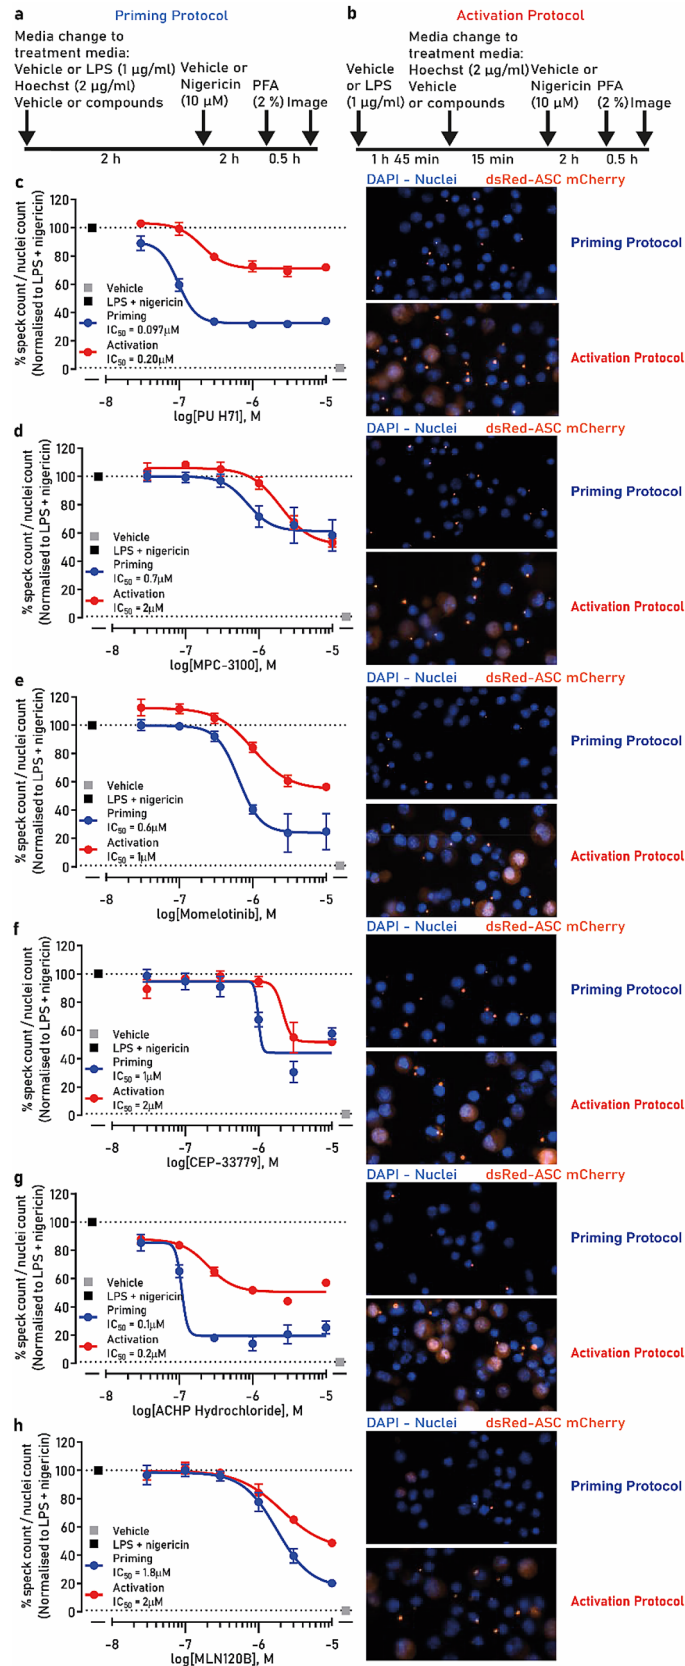 a
Priming Protocol
Media change to
treatment media:
Vehicle or LPS (1 µg/ml)
Hoechst (2 µg/ml)
Vehicle or compounds
Vehicle or
Nigericin
(10 µM)
PFA
(2 %)
Image
2 h
2 h
0.5 h
b
Activation Protocol
Vehicle
or LPS
(1 µg/ml)
Media change to
treatment media:
Hoechst (2 µg/ml)
Vehicle
or compounds
Vehicle or
Nigericin
(10 µM)
PFA
(2 %)
Image
1 h 45 min
15 min
2 h
0.5 h
c
% speck count / nuclei count
(Normalised to LPS + nigericin)
120
100
80
60
40
20
0
Vehicle
LPS + nigericin
Priming
IC50 = 0.097µM
Activation
IC50 = 0.20µM
-8
-7
-6
-5
log[PU H71], M
DAPI - Nuclei
dsRed-ASC mCherry
Priming Protocol
Activation Protocol
d
% speck count / nuclei count
(Normalised to LPS + nigericin)
120
100
80
60
40
20
0
Vehicle
LPS + nigericin
Priming
IC50 = 0.7µM
Activation
IC50 = 2µM
-8
-7
-6
-5
log[MPC-3100], M
DAPI - Nuclei
dsRed-ASC mCherry
Priming Protocol
Activation Protocol
e
% speck count / nuclei count
(Normalised to LPS + nigericin)
120
100
80
60
40
20
0
Vehicle
LPS + nigericin
Priming
IC50 = 0.6µM
Activation
IC50 = 1µM
-8
-7
-6
-5
log[Momelotinib], M
DAPI - Nuclei
dsRed-ASC mCherry
Priming Protocol
Activation Protocol
f
% speck count / nuclei count
(Normalised to LPS + nigericin)
120
100
80
60
40
20
0
Vehicle
LPS + nigericin
Priming
IC50 = 1µM
Activation
IC50 = 2µM
-8
-7
-6
-5
log[CEP-33779], M
DAPI - Nuclei
dsRed-ASC mCherry
Priming Protocol
Activation Protocol
g
% speck count / nuclei count
(Normalised to LPS + nigericin)
120
100
80
60
40
20
0
Vehicle
LPS + nigericin
Priming
IC50 = 0.1µM
Activation
IC50 = 0.2µM
-8
-7
-6
-5
log[ACHP Hydrochloride], M
DAPI - Nuclei
dsRed-ASC mCherry
Priming Protocol
Activation Protocol
h
% speck count / nuclei count
(Normalised to LPS + nigericin)
120
100
80
60
40
20
0
Vehicle
LPS + nigericin
Priming
IC50 = 1.8µM
Activation
IC50 = 2µM
-8
-7
-6
-5
log[MLN120B], M
DAPI - Nuclei
dsRed-ASC mCherry
Priming Protocol
Activation Protocol